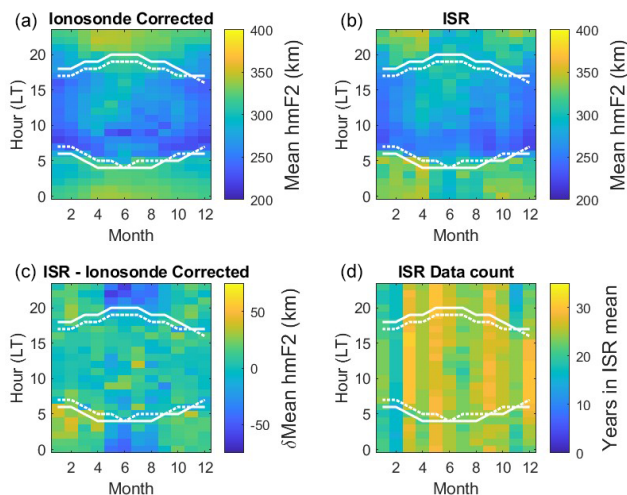 (a) Ionosonde Corrected
400
350
300
250
200
Mean hmF2 (km)
20
15
10
5
0
Hour (LT)
2 4 6 8 10 12
Month
(b) ISR
400
350
300
250
200
Mean hmF2 (km)
20
15
10
5
0
Hour (LT)
2 4 6 8 10 12
Month
(c) ISR - Ionosonde Corrected
50
0
-50
δMean hmF2 (km)
20
15
10
5
0
Hour (LT)
2 4 6 8 10 12
Month
(d) ISR Data count
30
20
10
0
Years in ISR mean
20
15
10
5
0
Hour (LT)
2 4 6 8 10 12
Month